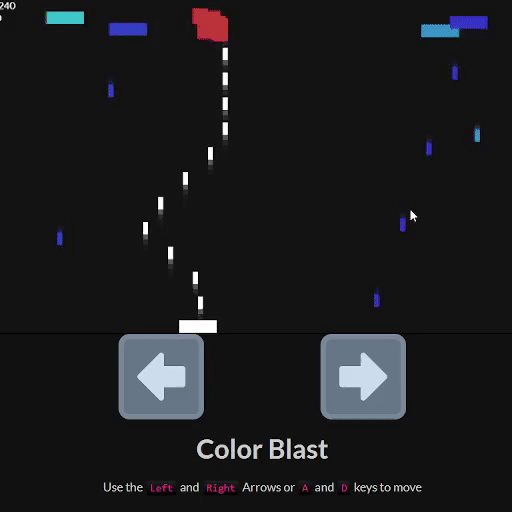 240
Color Blast
Use the Left and Right Arrows or A and D keys to move